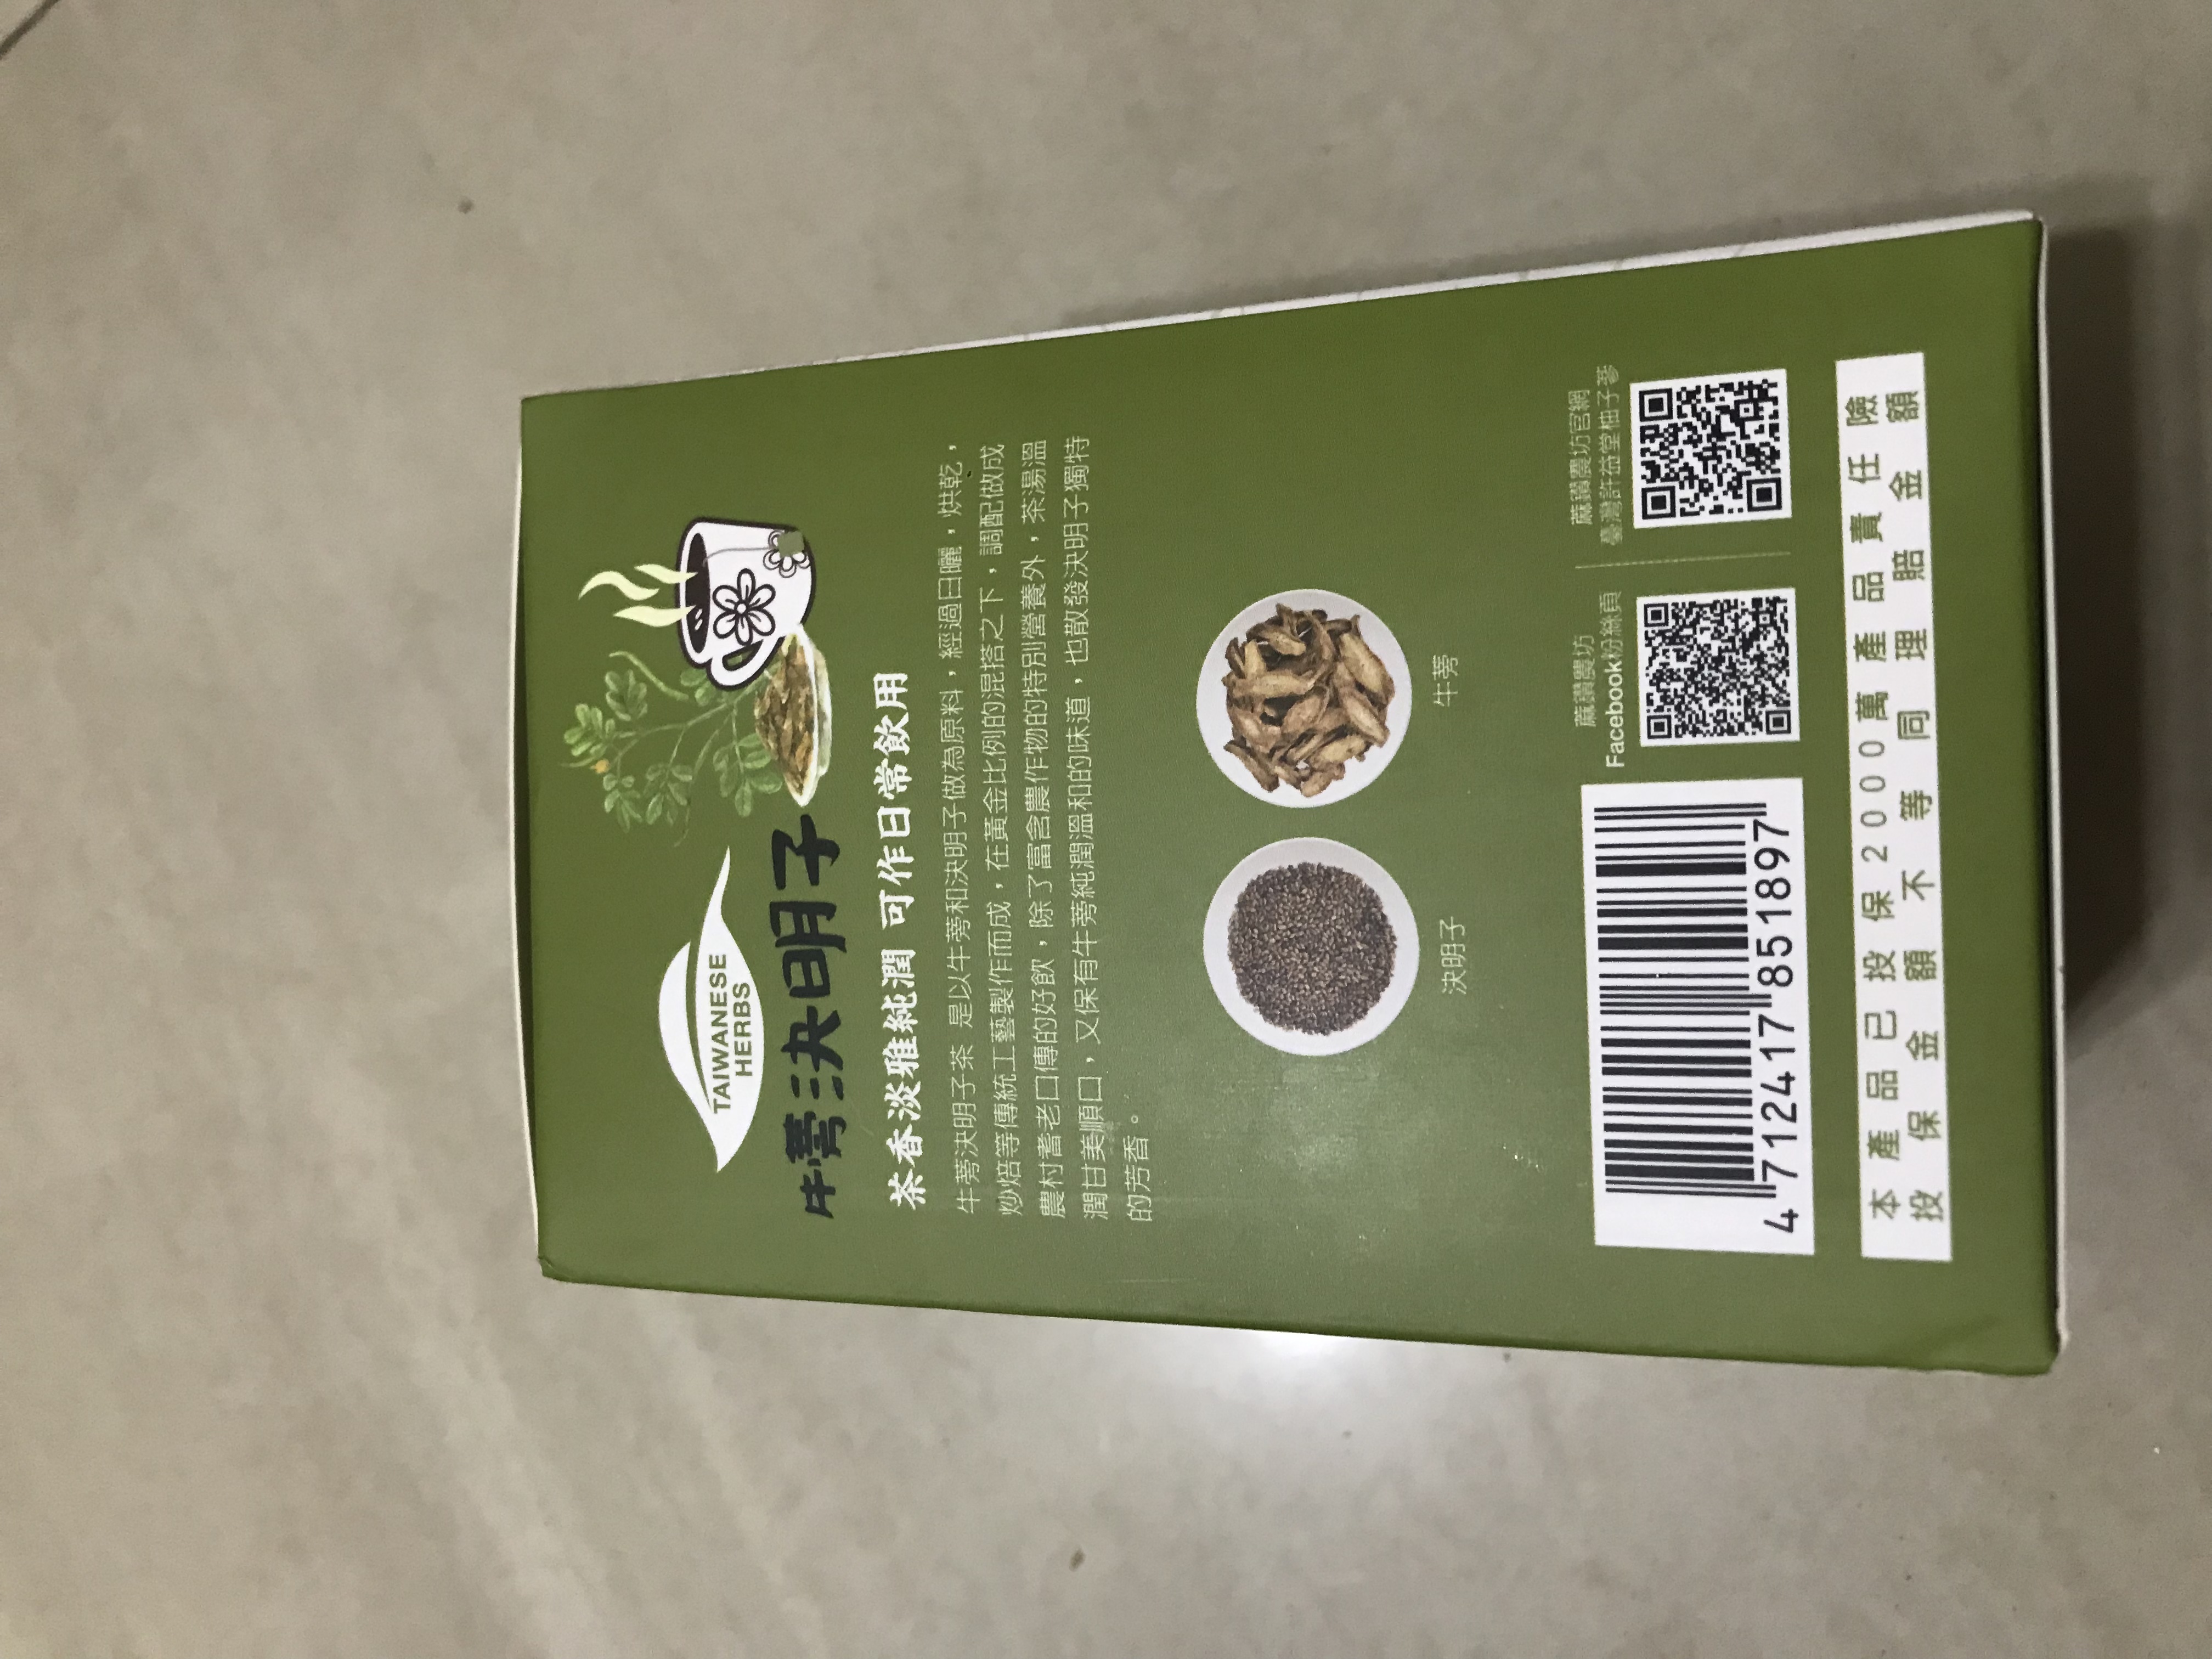 TAIWANESE
HERBS
牛蒡決明子
茶香淡雅純潤 可作日常飲用
牛蒡決明子茶 是以牛蒡和決明子做為原料，經過日曬，烘乾，
炒焙等傳統工藝製作而成，在黃金比例的混搭之下，調配做成
農村耆老口傳的好飲，除了富含農作物的特別營養外，茶湯溫
潤甘美順口，又保有牛蒡純潤溫和的味道，也散發決明子獨特
的芳香。
決明子
牛蒡
4 712417 851897
蔴鑽農坊
Facebook粉絲頁
蔴鑽農坊官網
臺灣許益堂柚子蔘
本產品已投保2000萬產品責任險
投保金額不等同理賠金額